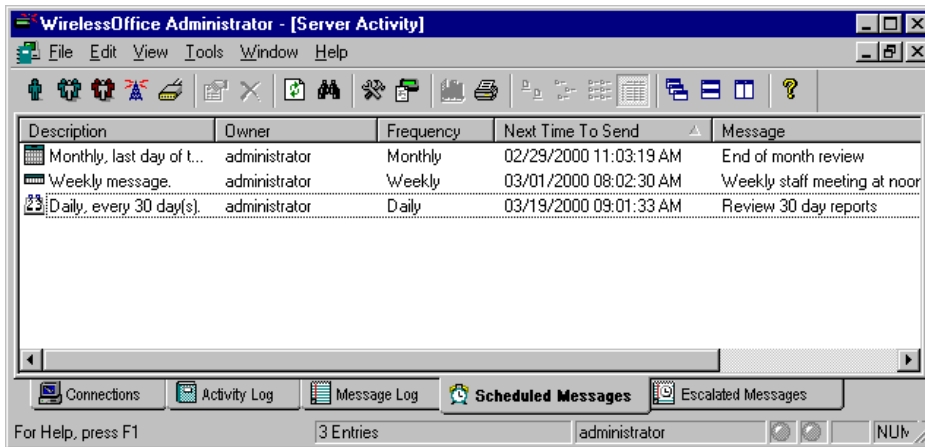 WirelessOffice Administrator - [Server Activity]
File Edit View Tools Window Help
Description Owner Frequency Next Time To Send Message
Monthly, last day of t... administrator Monthly 02/29/2000 11:03:19 AM End of month review
Weekly message. administrator Weekly 03/01/2000 08:02:30 AM Weekly staff meeting at noor
23 Daily, every 30 day(s). administrator Daily 03/19/2000 09:01:33 AM Review 30 day reports
Connections Activity Log Message Log Scheduled Messages Escalated Messages
For Help, press F1 3 Entries administrator NUM